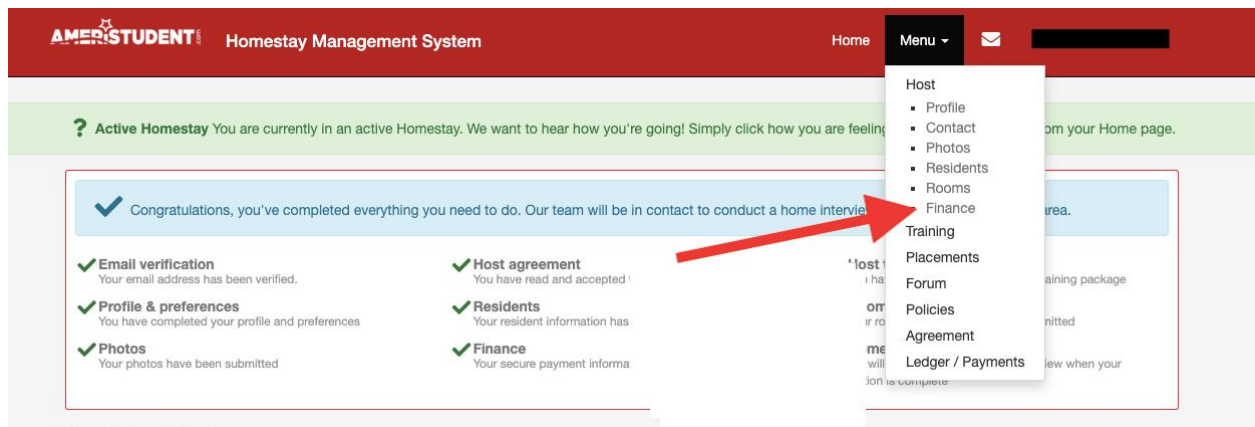 AMERISTUDENT.com Homestay Management System Home Menu
Host
Profile
Contact
Photos
Residents
Rooms
Finance
Training
Placements
Forum
Policies
Agreement
Ledger / Payments
? Active Homestay You are currently in an active Homestay. We want to hear how you're going! Simply click how you are feeling om your Home page.
Congratulations, you've completed everything you need to do. Our team will be in contact to conduct a home intervie area.
Email verification
Your email address has been verified.
Host agreement
You have read and accepted
Profile & preferences
You have completed your profile and preferences
Residents
Your resident information has
Photos
Your photos have been submitted
Finance
Your secure payment informa
aining package
nitted
will iew when your
is complete